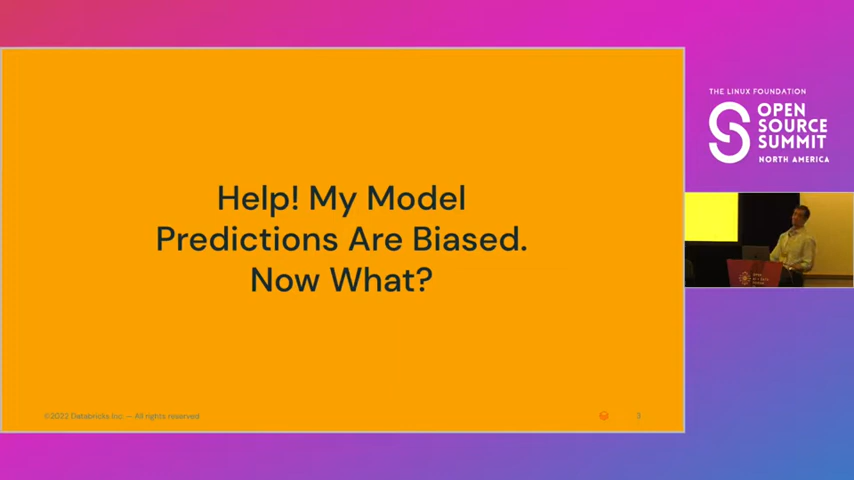 Help! My Model
Predictions Are Biased.
Now What?
©2022 Databricks Inc. — All rights reserved
3
THE LINUX FOUNDATION
OPEN
SOURCE
SUMMIT
NORTH AMERICA